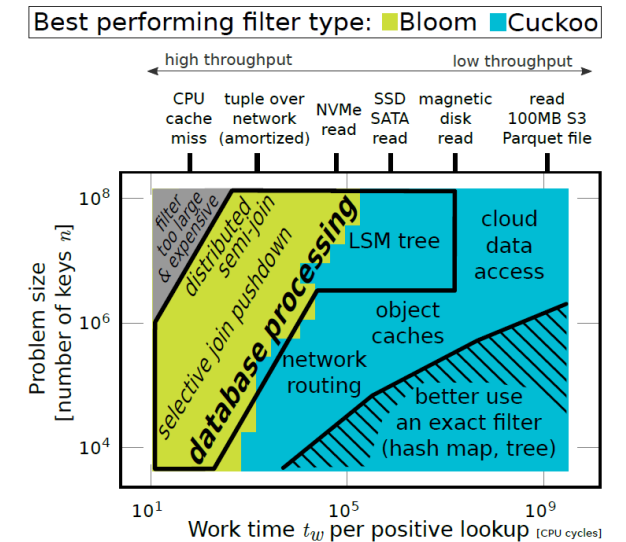 Best performing filter type: Bloom Cuckoo
high throughput
low throughput
CPU
cache
miss
tuple over
network
(amortized)
NVMe
read
SSD
SATA
read
magnetic
disk
read
read
100MB S3
Parquet file
Problem size
[number of keys n]
10^8
10^6
10^4
filter
too large
& expensive
distributed
semi-join
selective join pushdown
database processing
LSM tree
cloud
data
access
object
caches
network
routing
better use
an exact filter
(hash map, tree)
10^1
10^5
10^9
Work time t_w per positive lookup [CPU cycles]